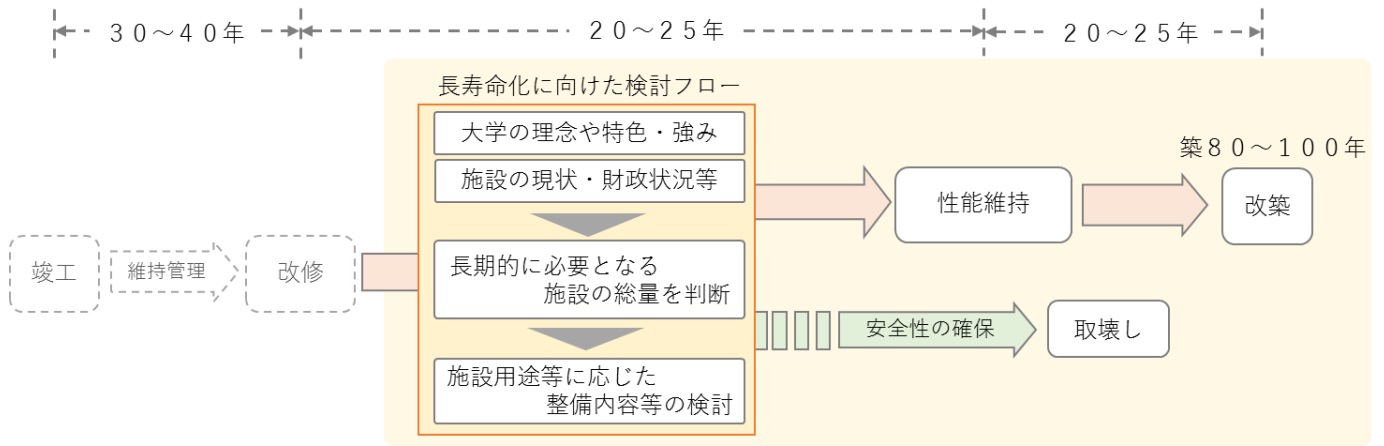 ３０～４０年
２０～２５年
２０～２５年
長寿命化に向けた検討フロー
大学の理念や特色・強み
施設の現状・財政状況等
長期的に必要となる
施設の総量を判断
施設用途等に応じた
整備内容等の検討
竣工
維持管理
改修
性能維持
築８０～１００年
改築
安全性の確保
取壊し